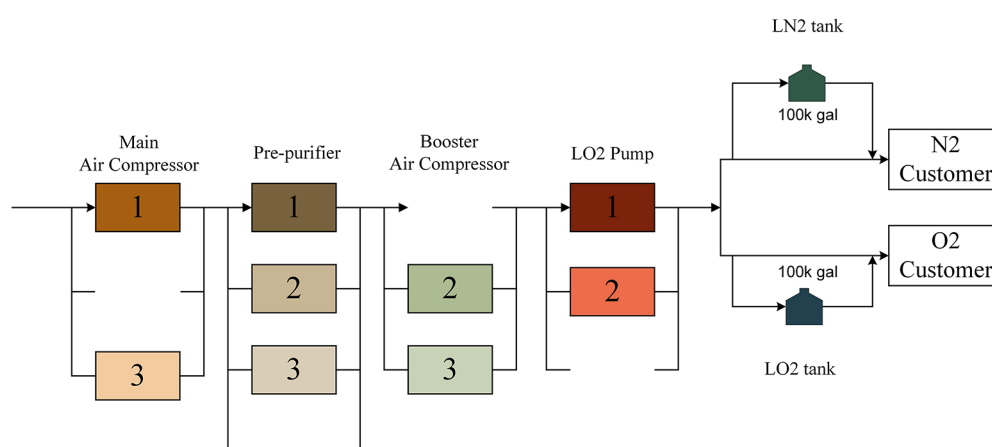 LN2 tank
100k gal
Main
Air Compressor
Pre-purifier
Booster
Air Compressor
LO2 Pump
N2
Customer
1
1
1
2
2
2
3
3
3
O2
Customer
100k gal
LO2 tank